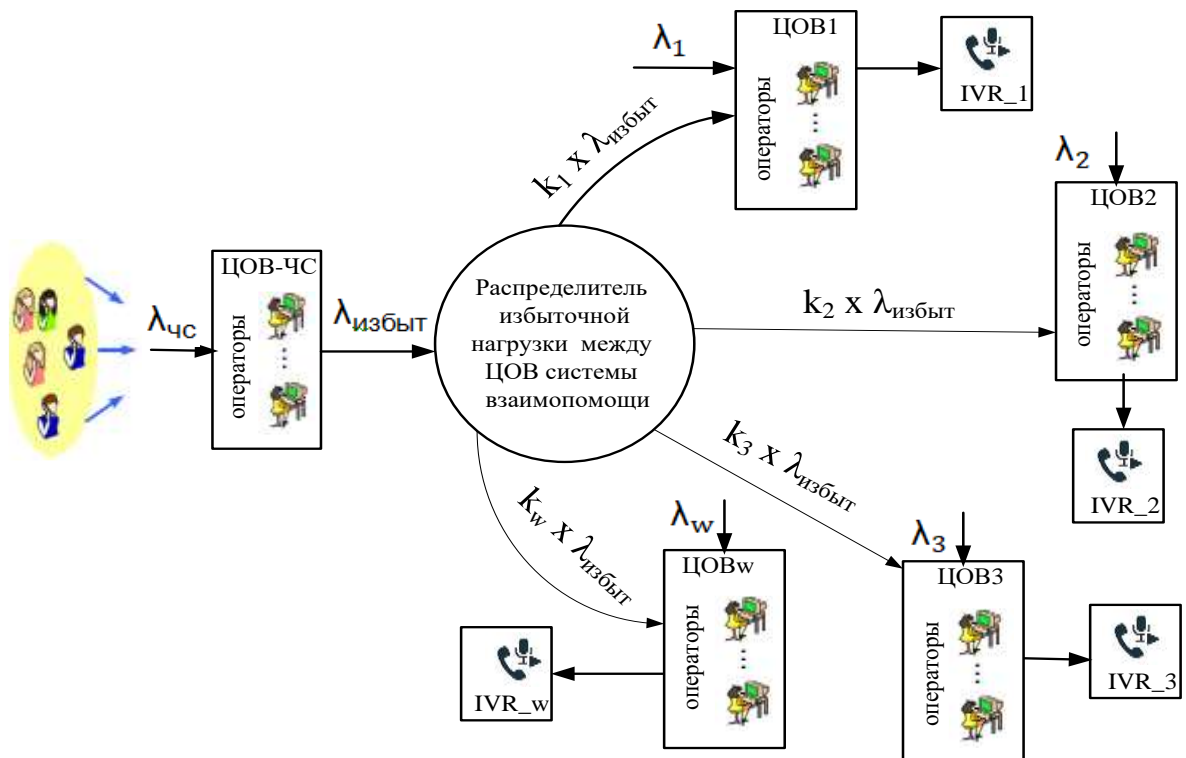 λчс
ЦОВ-ЧС
операторы
λизбыт
Распределитель
избыточной
нагрузки между
ЦОВ системы
взаимопомощи
k1 x λизбыт
λ1
ЦОВ1
операторы
IVR_1
k2 x λизбыт
λ2
ЦОВ2
операторы
IVR_2
k3 x λизбыт
λ3
ЦОВ3
операторы
IVR_3
kw x λизбыт
λw
ЦОВw
операторы
IVR_w